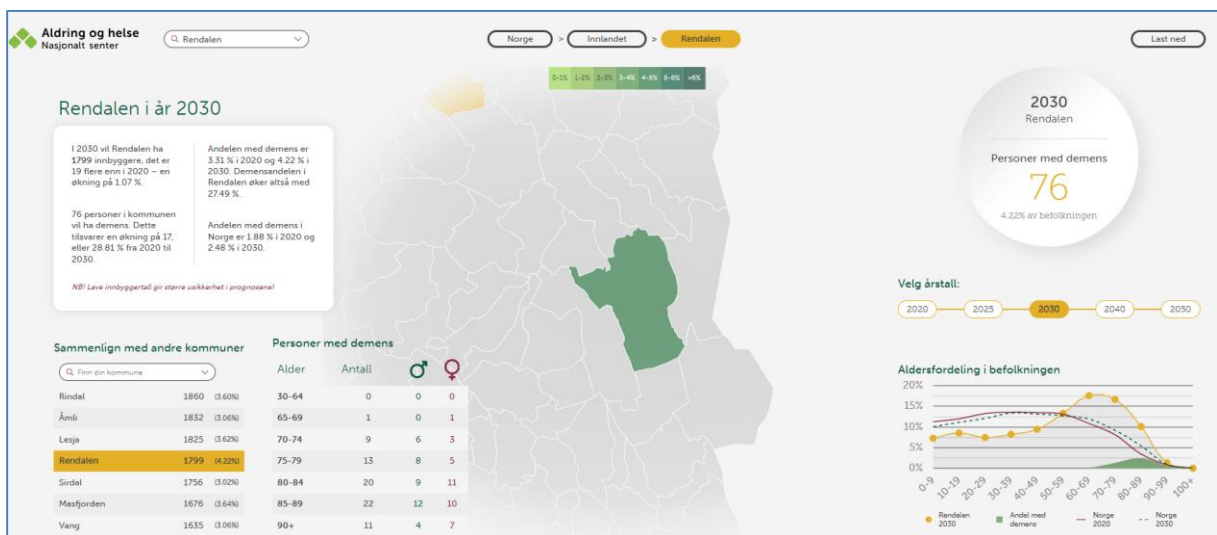 Aldring og helse
Nasjonalt senter
Rendalen
Norge > Innlandet > Rendalen
Last ned
0-1% 1-2% 2-3% 3-4% 4-5% 5-6% >6%
Rendalen i år 2030
I 2030 vil Rendalen ha
1799 innbyggere, det er
19 flere enn i 2020 – en
økning på 1.07 %.
76 personer i kommunen
vil ha demens. Dette
tilsvarer en økning på 17,
eller 28.81 % fra 2020 til
2030.
Andelen med demens er
3.31 % i 2020 og 4.22 % i
2030. Demensandelen i
Rendalen øker altså med
27.49 %.
Andelen med demens i
Norge er 1.88 % i 2020 og
2.48 % i 2030.
NB! Lave innbyggertall gir større usikkerhet i prognosene!
2030
Rendalen
Personer med demens
76
4.22% av befolkningen
Velg årstall:
2020 2025 2030 2040 2050
Sammenlign med andre kommuner
Finn din kommune
Rindal 1860 (3.60%)
Åmli 1832 (3.06%)
Lesja 1825 (3.62%)
Rendalen 1799 (4.22%)
Sirdal 1756 (3.02%)
Masfjorden 1676 (3.64%)
Vang 1635 (3.06%)
Personer med demens
Alder Antall ♂ ♀
30-64 0 0 0
65-69 1 0 1
70-74 9 6 3
75-79 13 8 5
80-84 20 9 11
85-89 22 12 10
90+ 11 4 7
Aldersfordeling i befolkningen
20%
15%
10%
5%
0%
0-9 10-19 20-29 30-39 40-49 50-59 60-69 70-79 80-89 90-99 100+
Rendalen 2030
Andel med demens
Norge 2020
Norge 2030